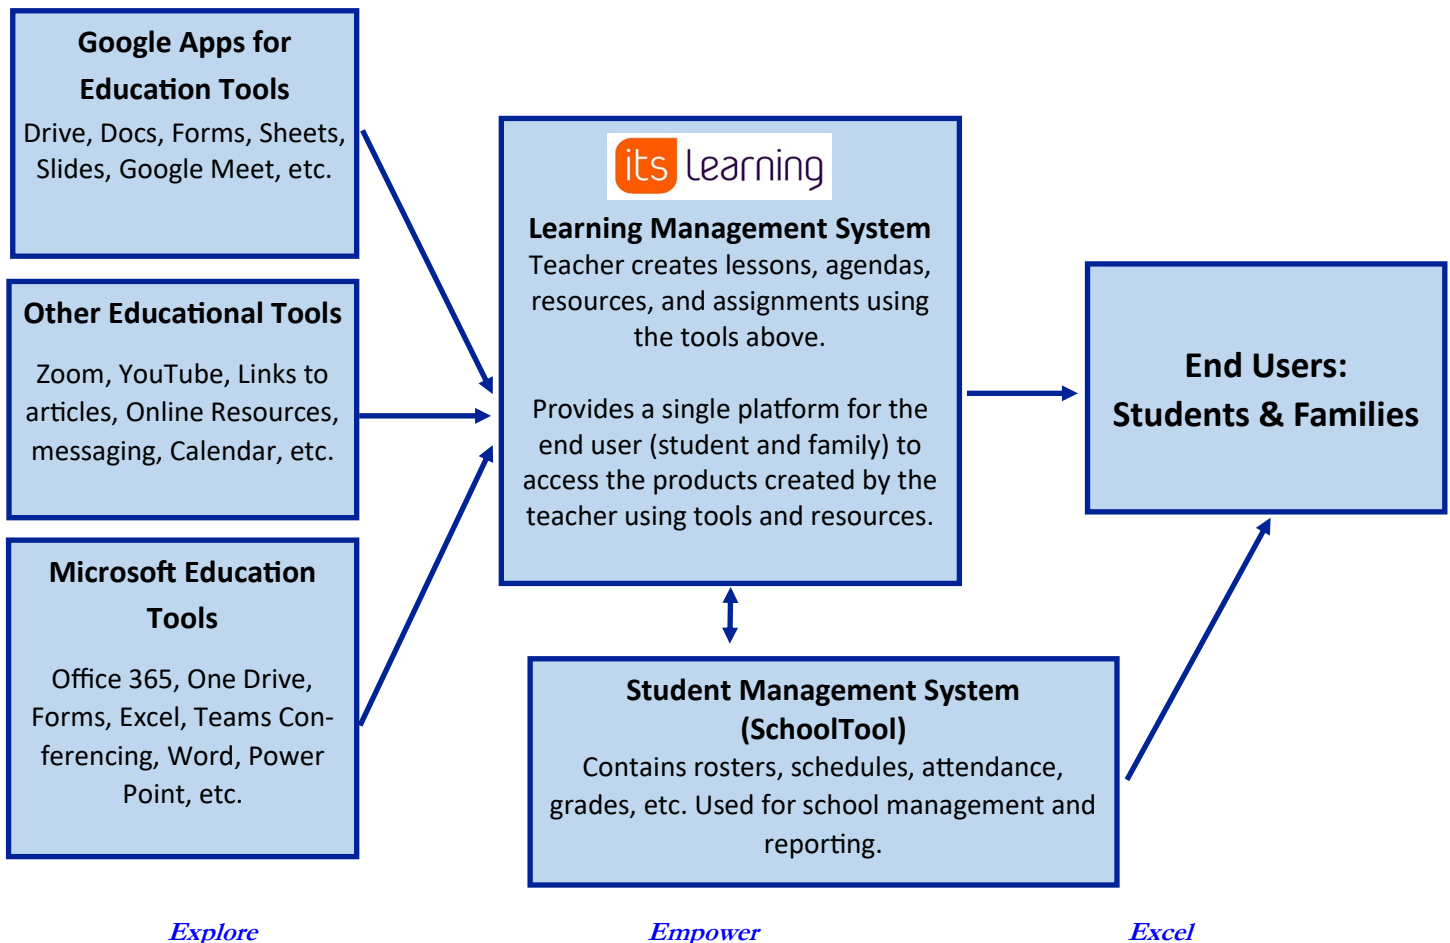 Google Apps for
Education Tools
Drive, Docs, Forms, Sheets,
Slides, Google Meet, etc.
Other Educational Tools
Zoom, YouTube, Links to
articles, Online Resources,
messaging, Calendar, etc.
Microsoft Education
Tools
Office 365, One Drive,
Forms, Excel, Teams Con-
ferencing, Word, Power
Point, etc.
its learning
Learning Management System
Teacher creates lessons, agendas,
resources, and assignments using
the tools above.
Provides a single platform for the
end user (student and family) to
access the products created by the
teacher using tools and resources.
Student Management System
(SchoolTool)
Contains rosters, schedules, attendance,
grades, etc. Used for school management and
reporting.
End Users:
Students & Families
Explore
Empower
Excel